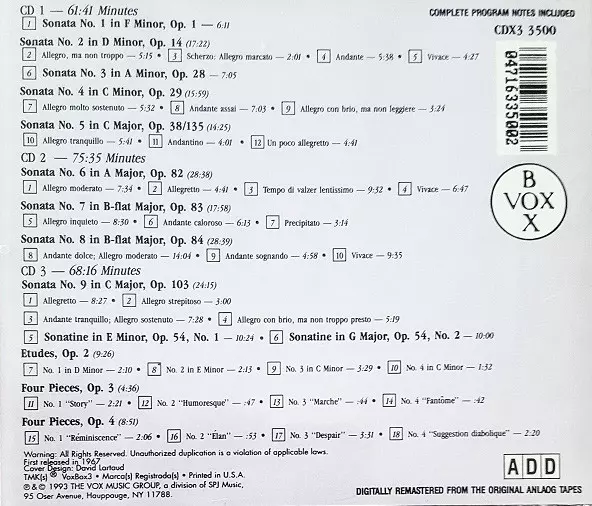 CD 1 — 61:41 Minutes
1 Sonata No. 1 in F Minor, Op. 1 — 6:11
Sonata No. 2 in D Minor, Op. 14 (17:22)
2 Allegro, ma non troppo — 5:15 • 3 Scherzo: Allegro marcato — 2:01 • 4 Andante — 5:38 • 5 Vivace — 4:27
6 Sonata No. 3 in A Minor, Op. 28 — 7:05
Sonata No. 4 in C Minor, Op. 29 (15:59)
7 Allegro molto sostenuto — 5:32 • 8 Andante assai — 7:03 • 9 Allegro con brio, ma non leggiere — 3:24
Sonata No. 5 in C Major, Op. 38/135 (14:25)
10 Allegro tranquillo — 5:41 • 11 Andantino — 4:01 • 12 Un poco allegretto — 4:41
CD 2 — 75:35 Minutes
Sonata No. 6 in A Major, Op. 82 (28:38)
1 Allegro moderato — 7:34 • 2 Allegretto — 4:41 • 3 Tempo di valzer lentissimo — 9:32 • 4 Vivace — 6:47
Sonata No. 7 in B-flat Major, Op. 83 (17:58)
5 Allegro inquieto — 8:30 • 6 Andante caloroso — 6:13 • 7 Precipitato — 3:14
Sonata No. 8 in B-flat Major, Op. 84 (28:39)
8 Andante dolce; Allegro moderato — 14:04 • 9 Andante sognando — 4:58 • 10 Vivace — 9:35
CD 3 — 68:16 Minutes
Sonata No. 9 in C Major, Op. 103 (24:15)
1 Allegretto — 8:27 • 2 Allegro strepitoso — 3:00
3 Andante tranquillo; Allegro sostenuto — 7:28 • 4 Allegro con brio, ma non troppo presto — 5:19
5 Sonatine in E Minor, Op. 54, No. 1 — 10:24 • 6 Sonatine in G Major, Op. 54, No. 2 — 10:00
Etudes, Op. 2 (9:26)
7 No. 1 in D Minor — 2:10 • 8 No. 2 in E Minor — 2:13 • 9 No. 3 in C Minor — 3:29 • 10 No. 4 in C Minor — 1:32
Four Pieces, Op. 3 (4:36)
11 No. 1 "Story" — 2:21 • 12 No. 2 "Humoresque" — :47 • 13 No. 3 "Marche" — :44 • 14 No. 4 "Fantôme" — :42
Four Pieces, Op. 4 (8:51)
15 No. 1 "Réminiscence" — 2:06 • 16 No. 2 "Élan" — :53 • 17 No. 3 "Despair" — 3:31 • 18 No. 4 "Suggestion diabolique" — 2:20
Warning: All Rights Reserved. Unauthorized duplication is a violation of applicable laws.
First released in 1967
Cover Design: David Lartaud
TMK(s) ® VoxBox3 • Marca(s) Registrada(s) • Printed in U.S.A.
℗ & © 1993 THE VOX MUSIC GROUP, a division of SPJ Music,
95 Oser Avenue, Hauppauge, NY 11788.
COMPLETE PROGRAM NOTES INCLUDED
CDX3 3500
04716335002
B
VOX
X
ADD
DIGITALLY REMASTERED FROM THE ORIGINAL ANLAOG TAPES